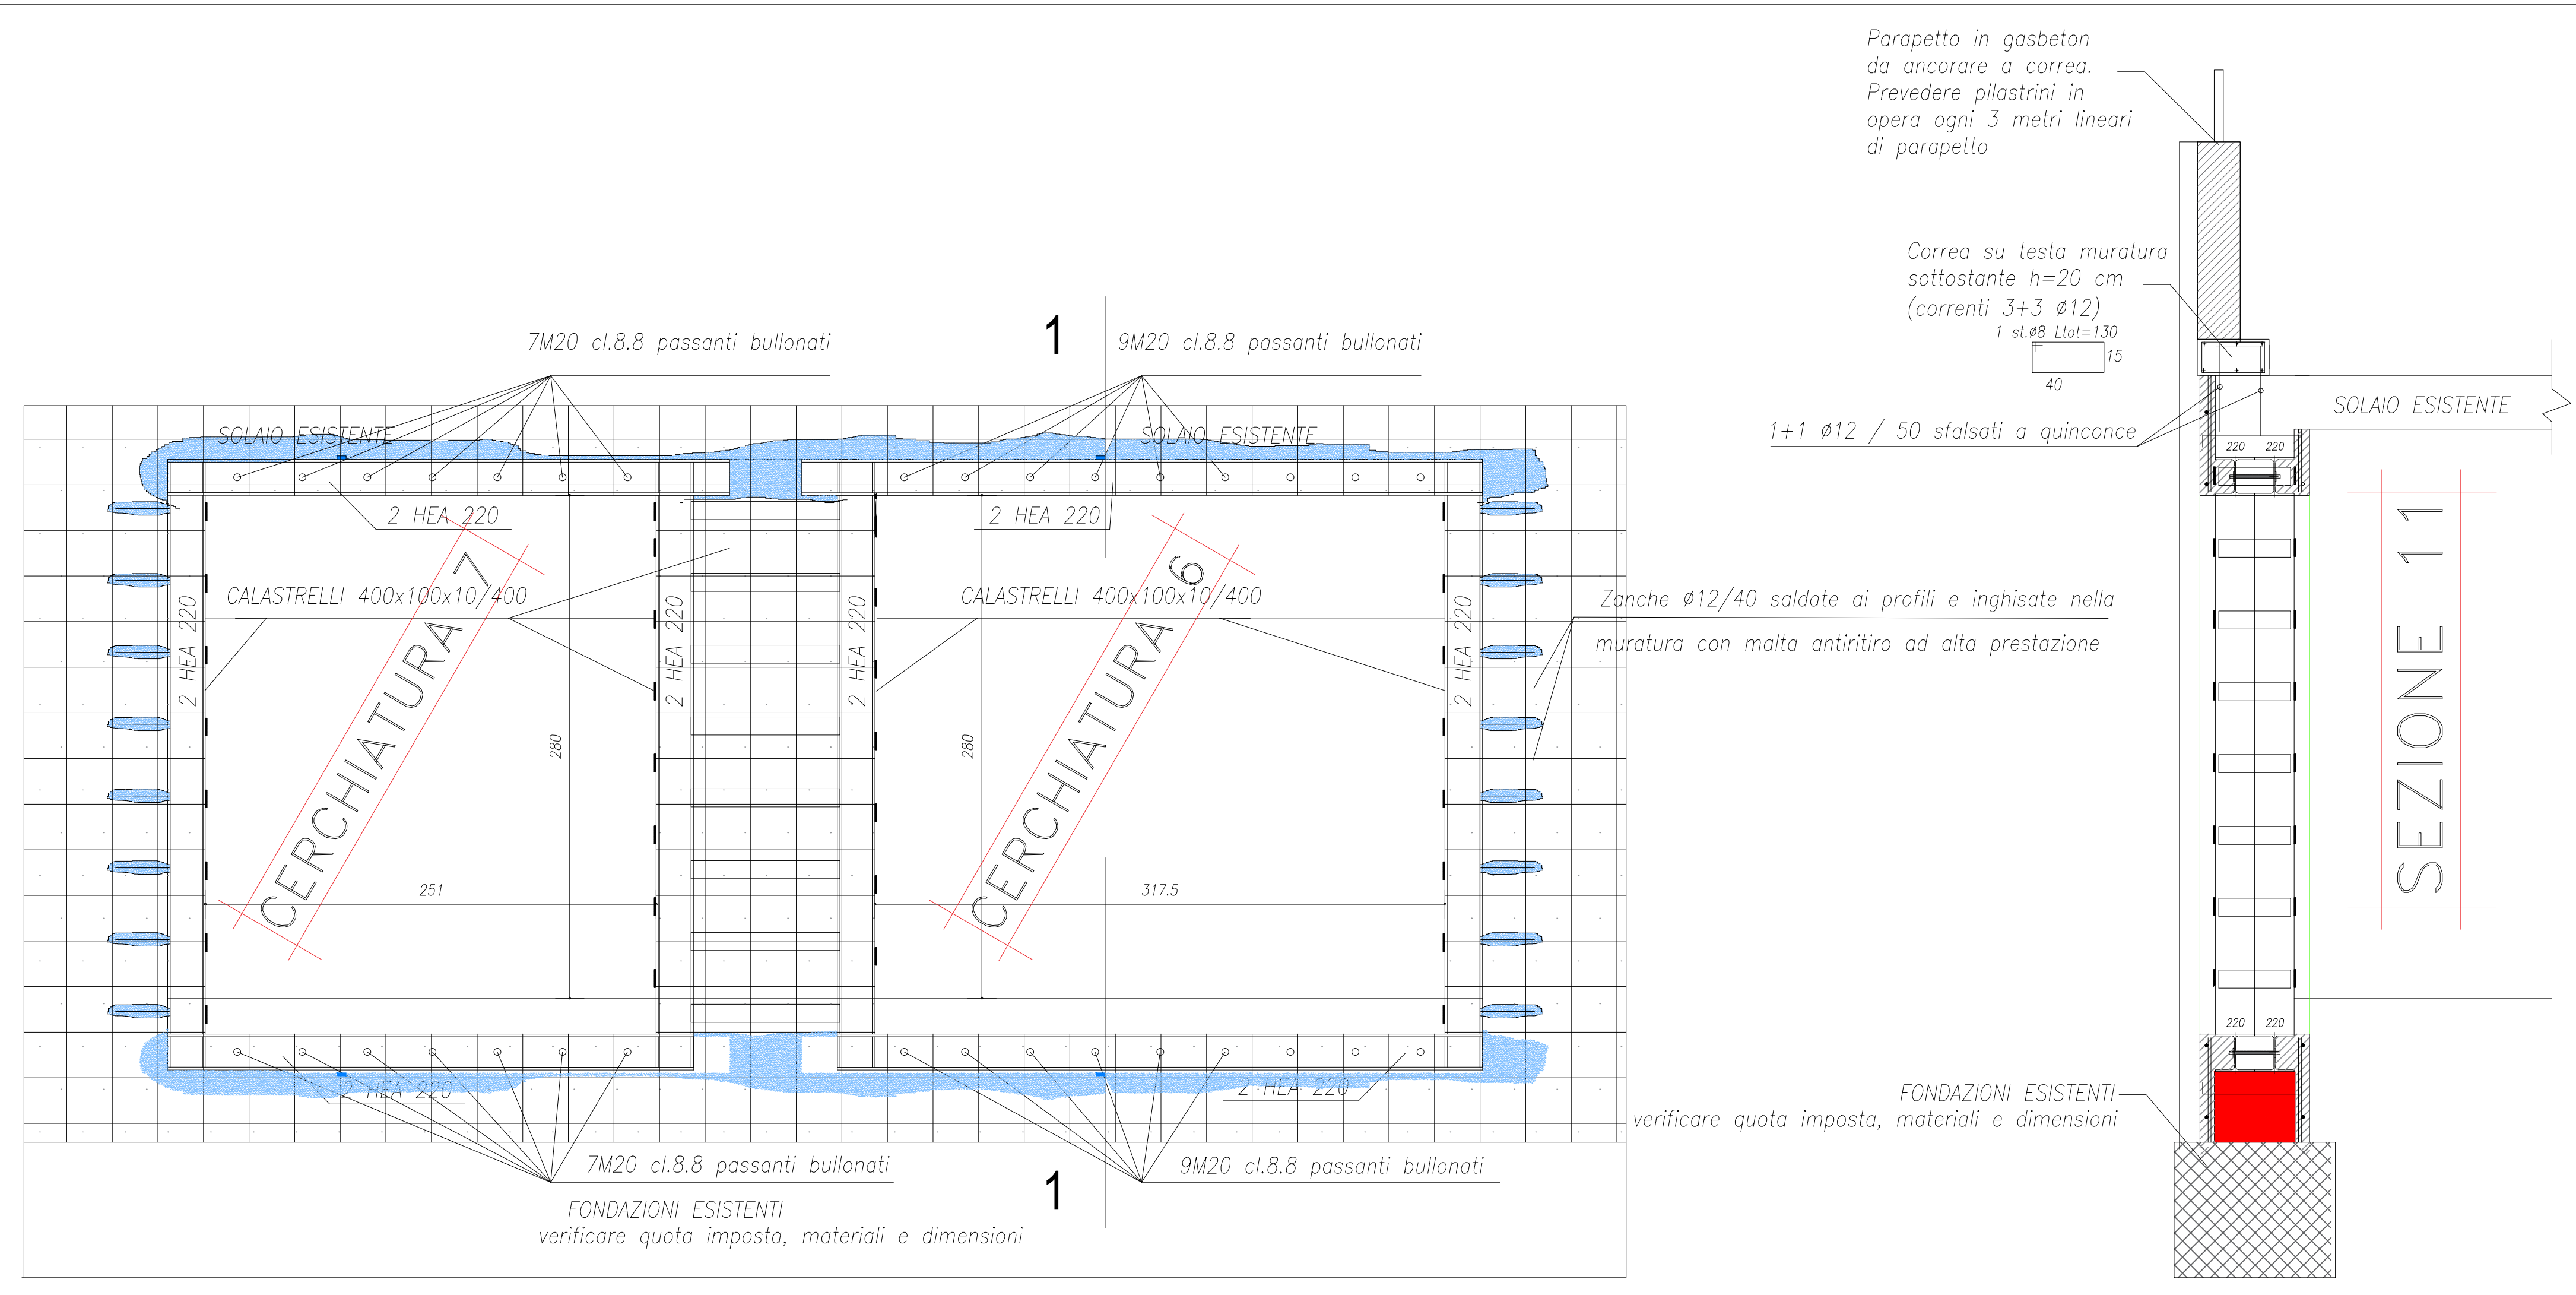 Parapetto in gasbeton
da ancorare a correa.
Prevedere pilastrini in
opera ogni 3 metri lineari
di parapetto
Correa su testa muratura
sottostante h=20 cm
(correnti 3+3 ø12)
1 st.ø8 Ltot=130
15
40
1+1 ø12 / 50 sfalsati a quinconce
SOLAIO ESISTENTE
220 220
7M20 cl.8.8 passanti bullonati
1
9M20 cl.8.8 passanti bullonati
SOLAIO ESISTENTE
SOLAIO ESISTENTE
2 HEA 220
2 HEA 220
CALASTRELLI 400x100x10/400
CALASTRELLI 400x100x10/400
Zanche ø12/40 saldate ai profili e inghisate nella
muratura con malta antiritiro ad alta prestazione
2 HEA 220
2 HEA 220
2 HEA 220
2 HEA 220
CERCHIATURA 7
CERCHIATURA 6
SEZIONE 11
280
280
251
317.5
220 220
2 HEA 220
2 HEA 220
FONDAZIONI ESISTENTI
verificare quota imposta, materiali e dimensioni
7M20 cl.8.8 passanti bullonati
1
9M20 cl.8.8 passanti bullonati
FONDAZIONI ESISTENTI
verificare quota imposta, materiali e dimensioni